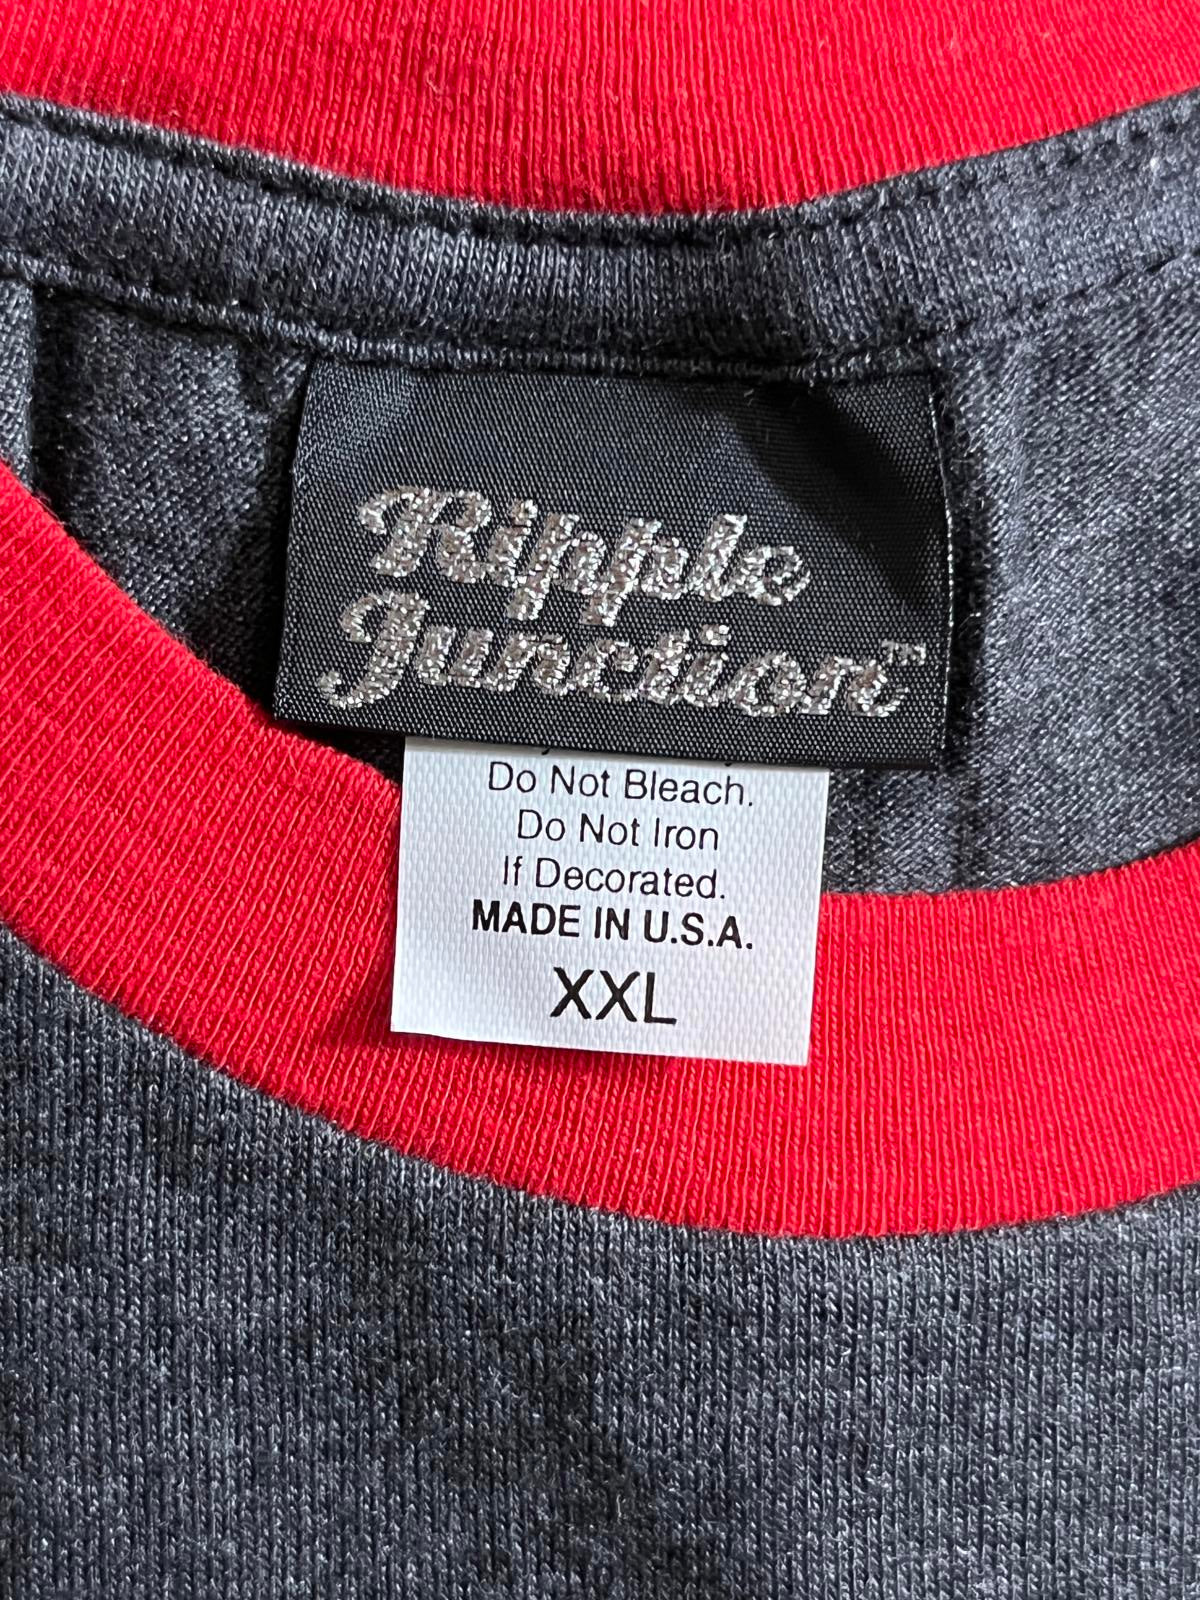 Ripple
Junction™
Do Not Bleach.
Do Not Iron
If Decorated.
MADE IN U.S.A.
XXL